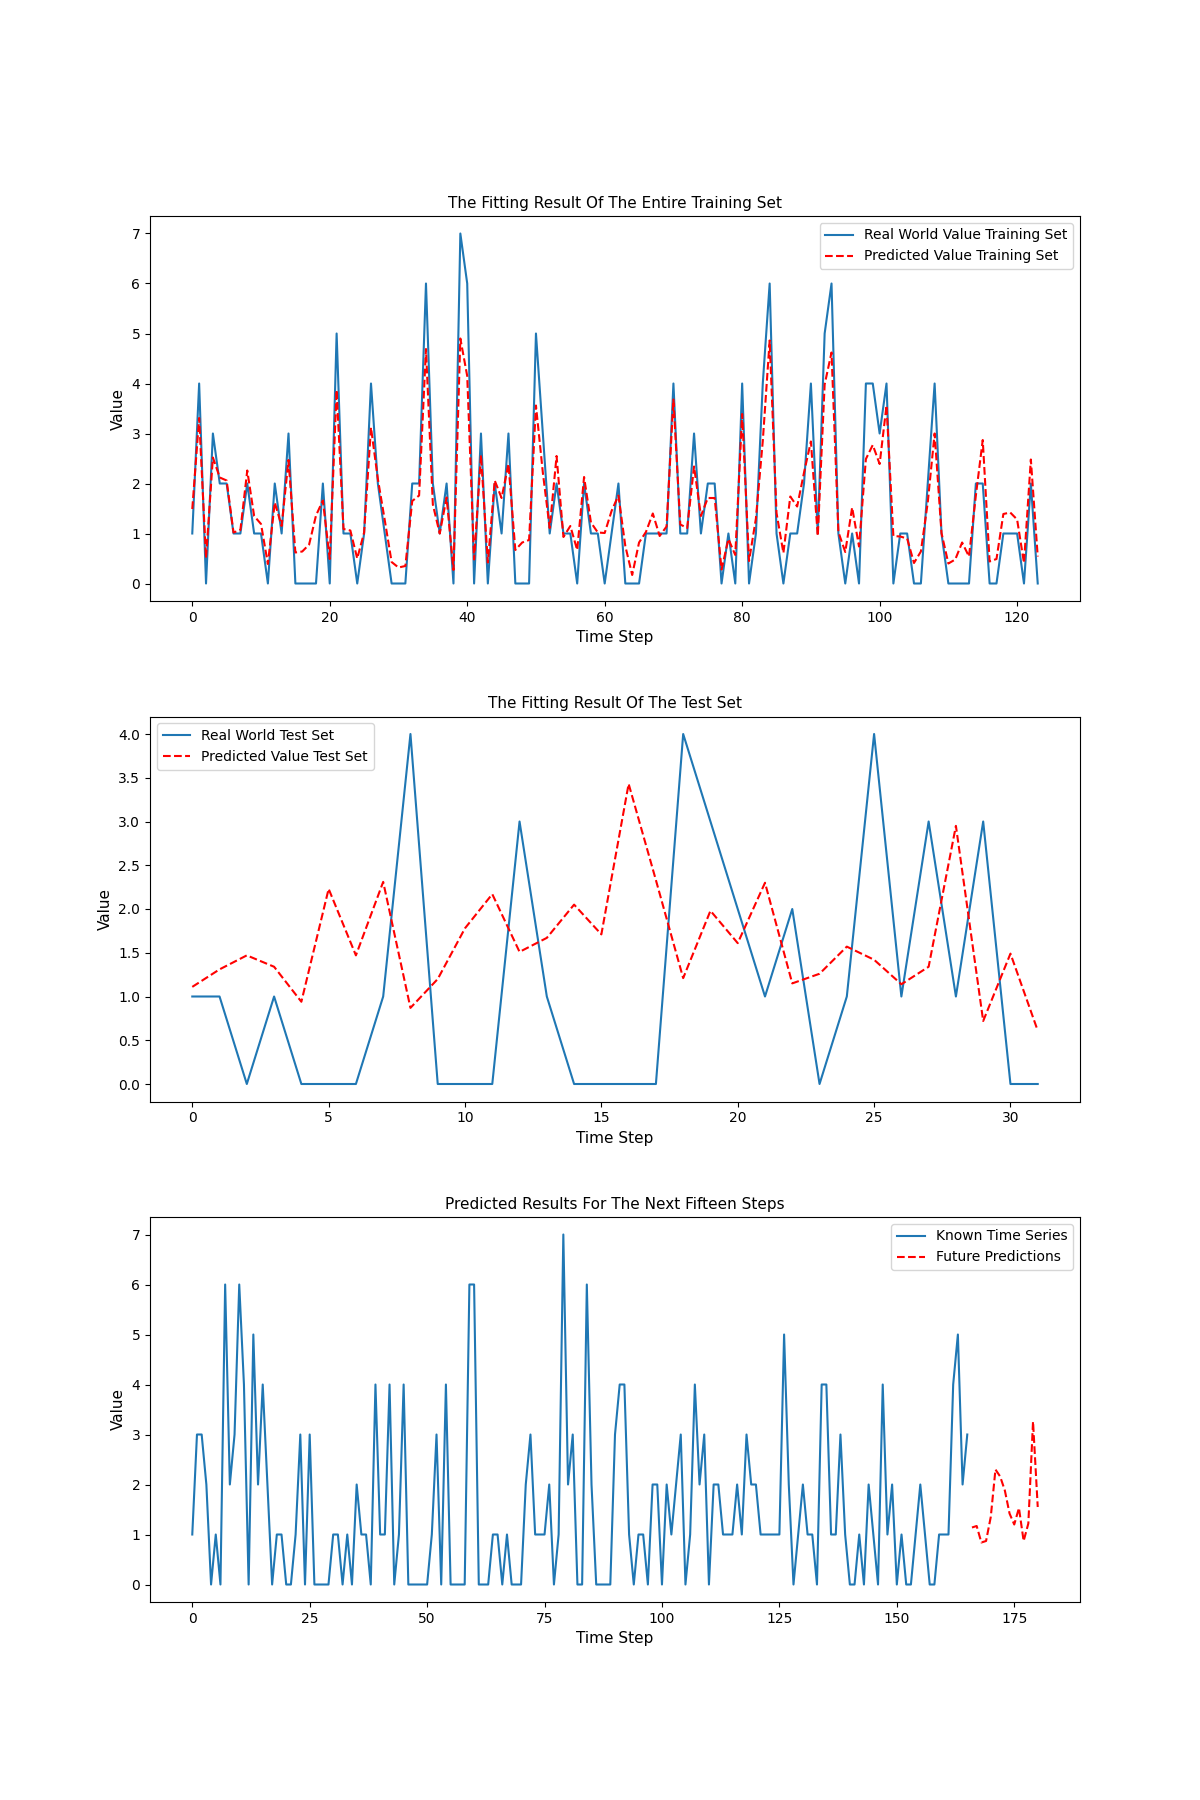 The Fitting Result Of The Entire Training Set
Real World Value Training Set
Predicted Value Training Set
Value
7
6
5
4
3
2
1
0
0 20 40 60 80 100 120
Time Step
The Fitting Result Of The Test Set
Real World Test Set
Predicted Value Test Set
Value
4.0
3.5
3.0
2.5
2.0
1.5
1.0
0.5
0.0
0 5 10 15 20 25 30
Time Step
Predicted Results For The Next Fifteen Steps
Known Time Series
Future Predictions
Value
7
6
5
4
3
2
1
0
0 25 50 75 100 125 150 175
Time Step